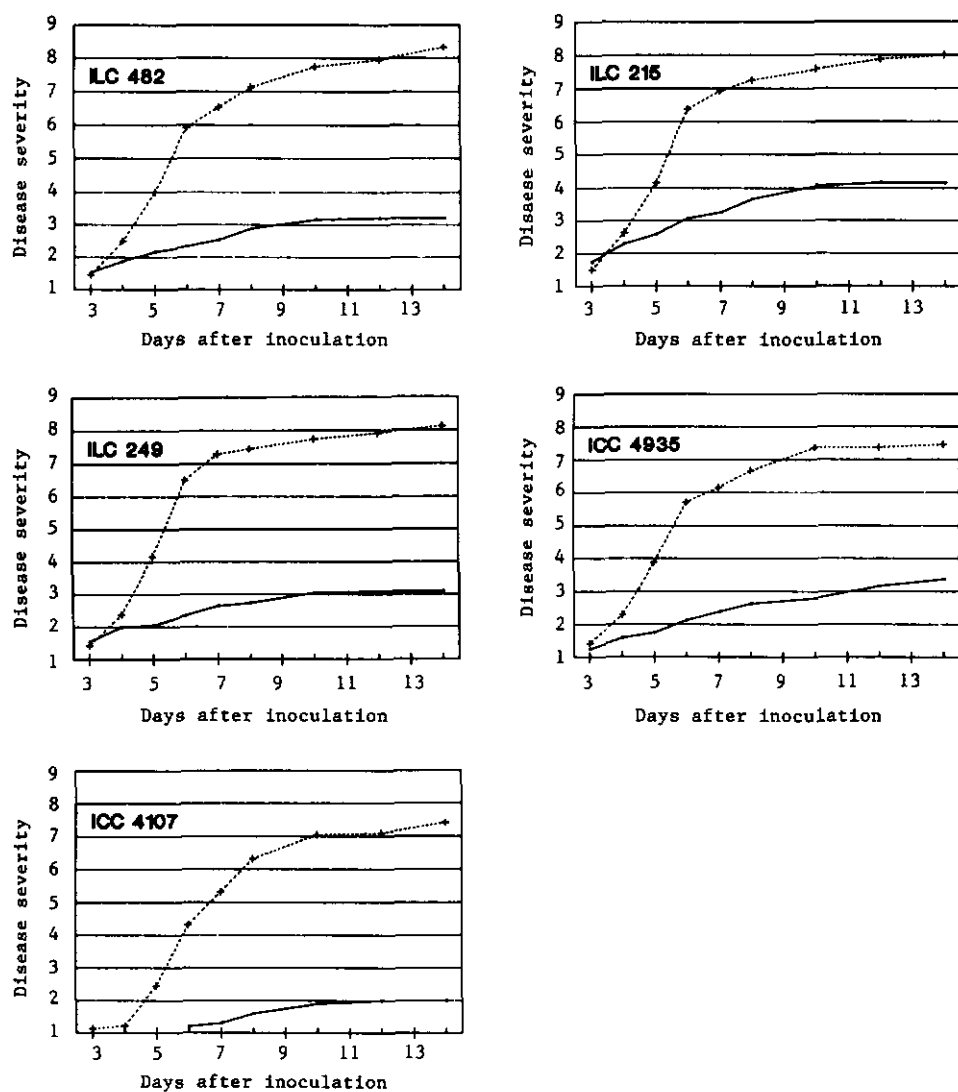 9
8
ILC 482
7
6
5
4
3
2
1
Disease severity
3 5 7 9 11 13
Days after inoculation
9
8
ILC 215
7
6
5
4
3
2
1
Disaese severity
3 5 7 9 11 13
Days after inoculation
9
8
ILC 249
7
6
5
4
3
2
1
Disease severity
3 5 7 9 11 13
Days after inoculation
9
8
ICC 4935
7
6
5
4
3
2
1
Disease severity
3 5 7 9 11 13
Days after inoculation
9
8
ICC 4107
7
6
5
4
3
2
1
Disease severity
3 5 7 9 11 13
Days after inoculation